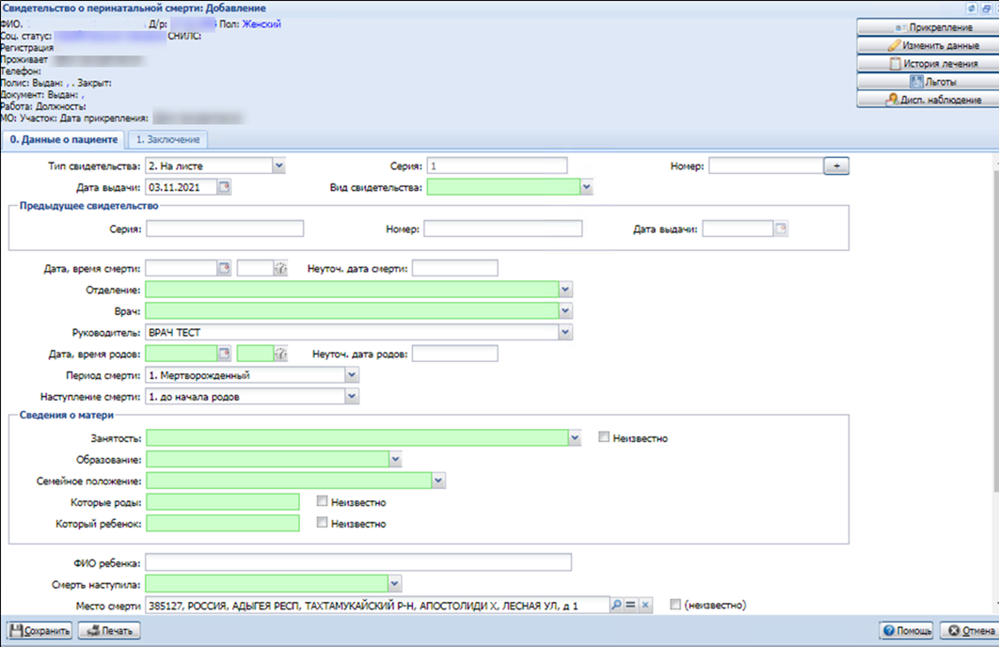 Свидетельство о перинатальной смерти: Добавление
ФИО. Д/р: Пол: Женский
Соц. статус: СНИЛС:
Регистрация
Проживает
Телефон:
Полис: Выдан: , . Закрыт:
Документ: Выдан: ,
Работа: Должность:
МО: Участок: Дата прикрепления:
Прикрепление
Изменить данные
История лечения
Льготы
Дисп. наблюдение
0. Данные о пациенте 1. Заключение
Тип свидетельства: 2. На листе Серия: 1 Номер: +
Дата выдачи: 03.11.2021 Вид свидетельства:
Предыдущее свидетельство
Серия: Номер: Дата выдачи:
Дата, время смерти: Неуточ. дата смерти:
Отделение:
Врач:
Руководитель: ВРАЧ ТЕСТ
Дата, время родов: Неуточ. дата родов:
Период смерти: 1. Мертворожденный
Наступление смерти: 1. до начала родов
Сведения о матери
Занятость: Неизвестно
Образование:
Семейное положение:
Которые роды: Неизвестно
Который ребенок: Неизвестно
ФИО ребенка:
Смерть наступила:
Место смерти 385127, РОССИЯ, АДЫГЕЯ РЕСП, ТАХТАМУКАЙСКИЙ Р-Н, АПОСТОЛИДИ Х, ЛЕСНАЯ УЛ, д 1 (неизвестно)
Сохранить Печать Помощь Отмена